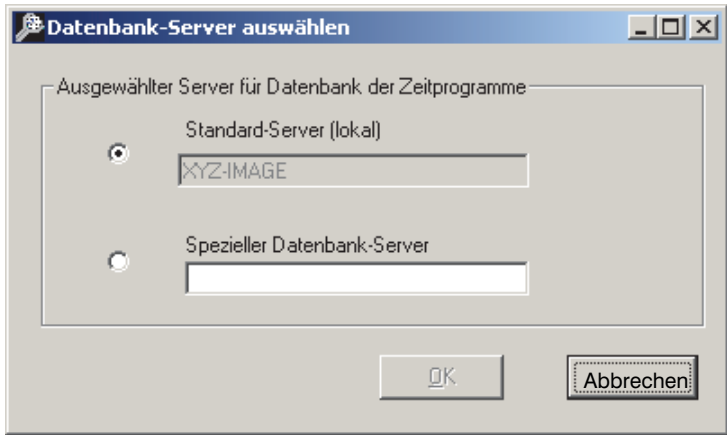 Datenbank-Server auswählen
Ausgewählter Server für Datenbank der Zeitprogramme
Standard-Server (lokal)
XYZ-IMAGE
Spezieller Datenbank-Server
OK
Abbrechen